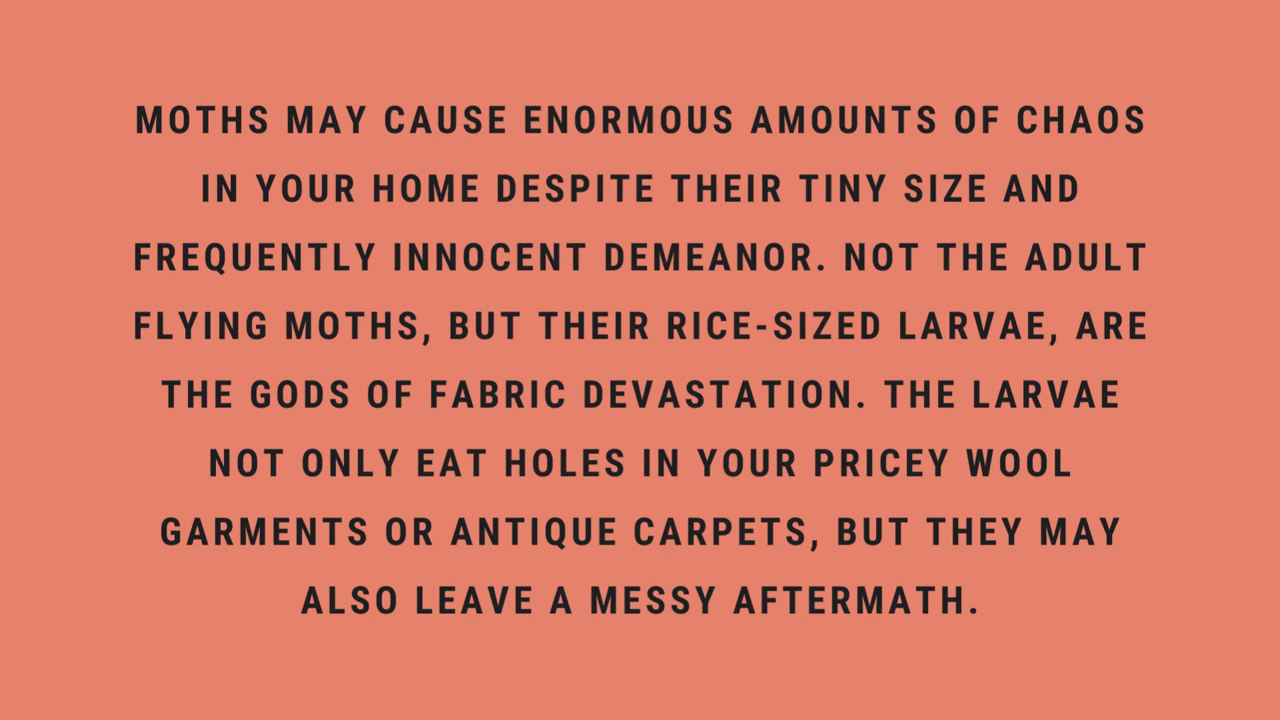 MOTHS MAY CAUSE ENORMOUS AMOUNTS OF CHAOS
IN YOUR HOME DESPITE THEIR TINY SIZE AND
FREQUENTLY INNOCENT DEMEANOR. NOT THE ADULT
FLYING MOTHS, BUT THEIR RICE-SIZED LARVAE, ARE
THE GODS OF FABRIC DEVASTATION. THE LARVAE
NOT ONLY EAT HOLES IN YOUR PRICEY WOOL
GARMENTS OR ANTIQUE CARPETS, BUT THEY MAY
ALSO LEAVE A MESSY AFTERMATH.